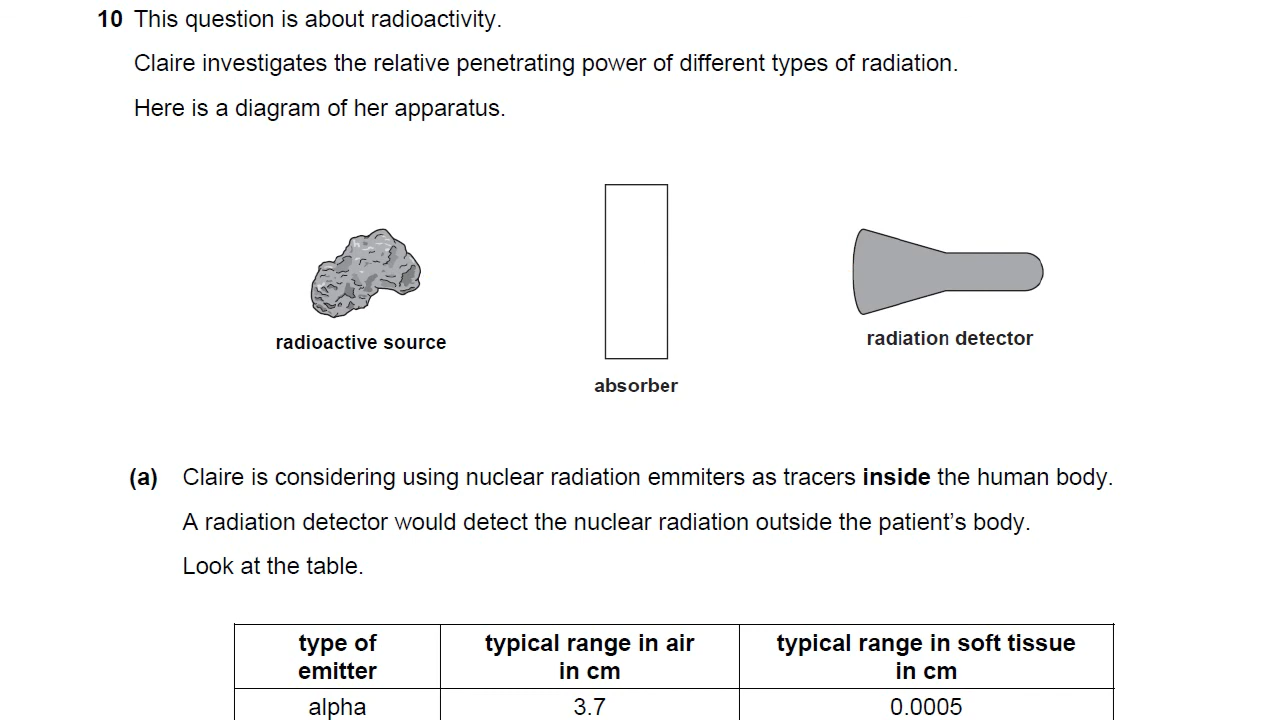 10 This question is about radioactivity.
Claire investigates the relative penetrating power of different types of radiation.
Here is a diagram of her apparatus.
radioactive source
absorber
radiation detector
(a) Claire is considering using nuclear radiation emmiters as tracers inside the human body.
A radiation detector would detect the nuclear radiation outside the patient's body.
Look at the table.
type of emitter typical range in air in cm typical range in soft tissue in cm
alpha 3.7 0.0005